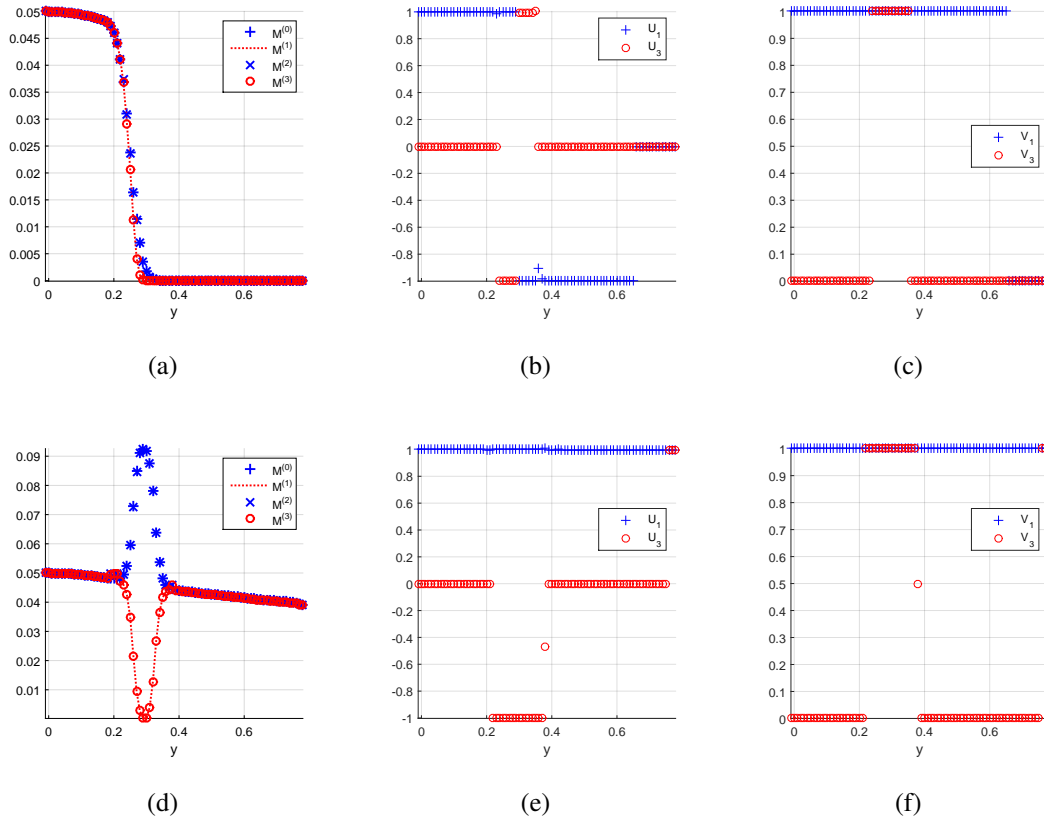 0.05
0.045
0.04
0.035
0.03
0.025
0.02
0.015
0.01
0.005
0
0 0.2 0.4 0.6
y
M(0)
M(1)
M(2)
M(3)
(a)
1
0.8
0.6
0.4
0.2
0
-0.2
-0.4
-0.6
-0.8
-1
0 0.2 0.4 0.6
y
U1
U3
(b)
1
0.9
0.8
0.7
0.6
0.5
0.4
0.3
0.2
0.1
0
0 0.2 0.4 0.6
y
V1
V3
(c)
0.09
0.08
0.07
0.06
0.05
0.04
0.03
0.02
0.01
0 0.2 0.4 0.6
y
M(0)
M(1)
M(2)
M(3)
(d)
1
0.8
0.6
0.4
0.2
0
-0.2
-0.4
-0.6
-0.8
-1
0 0.2 0.4 0.6
y
U1
U3
(e)
1
0.9
0.8
0.7
0.6
0.5
0.4
0.3
0.2
0.1
0
0 0.2 0.4 0.6
y
V1
V3
(f)